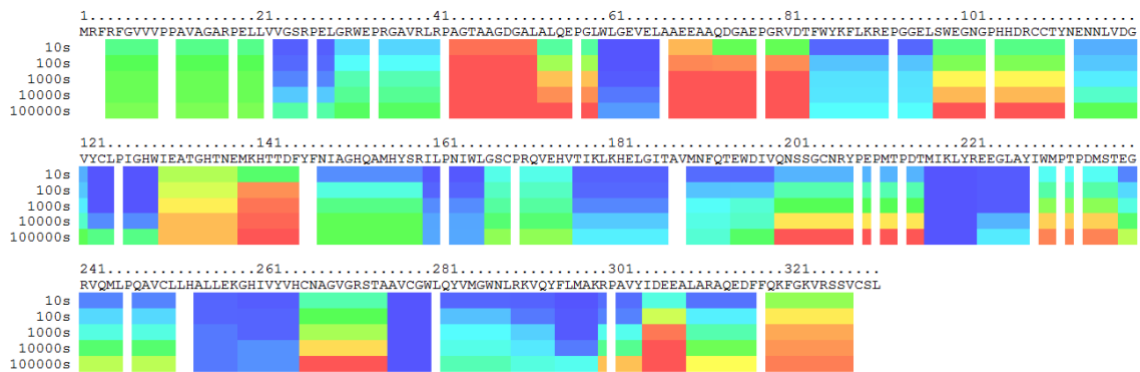 1...................21..................41..................61..................81..................101.................
MRFRFGVVVPPAVAGARPELLVVGSRPELGRWEPRGAVRLRPAGTAAGDGALALQEPGLWLGEVELAAEEAAQDGAEPGRVDTFWYKFLKREPGGELSWEGNGPHHDRCCTYNENNLVDG
10s
100s
1000s
10000s
100000s
121.................141.................161.................181.................201.................221.................
VYCLPIGHWIEATGHTNEMKHTTDFYFNIAGHQAMHYSRILPNIWLGSCPRQVEHVTIKLKHELGITAVMNFQTEWDIVQNSSGCNRYPEPMTPDTMIKLYREEGLAYIWMPTPDMSTEG
10s
100s
1000s
10000s
100000s
241.................261.................281.................301.................321........
RVQMLPQAVCLLHALLEKGHIVYVHCNAGVGRSTAAVCGWLQYVMGWNLRKVQYFLMAKRPAVYIDEEALARAQEDFFQKFGKVRSSVCSL
10s
100s
1000s
10000s
100000s